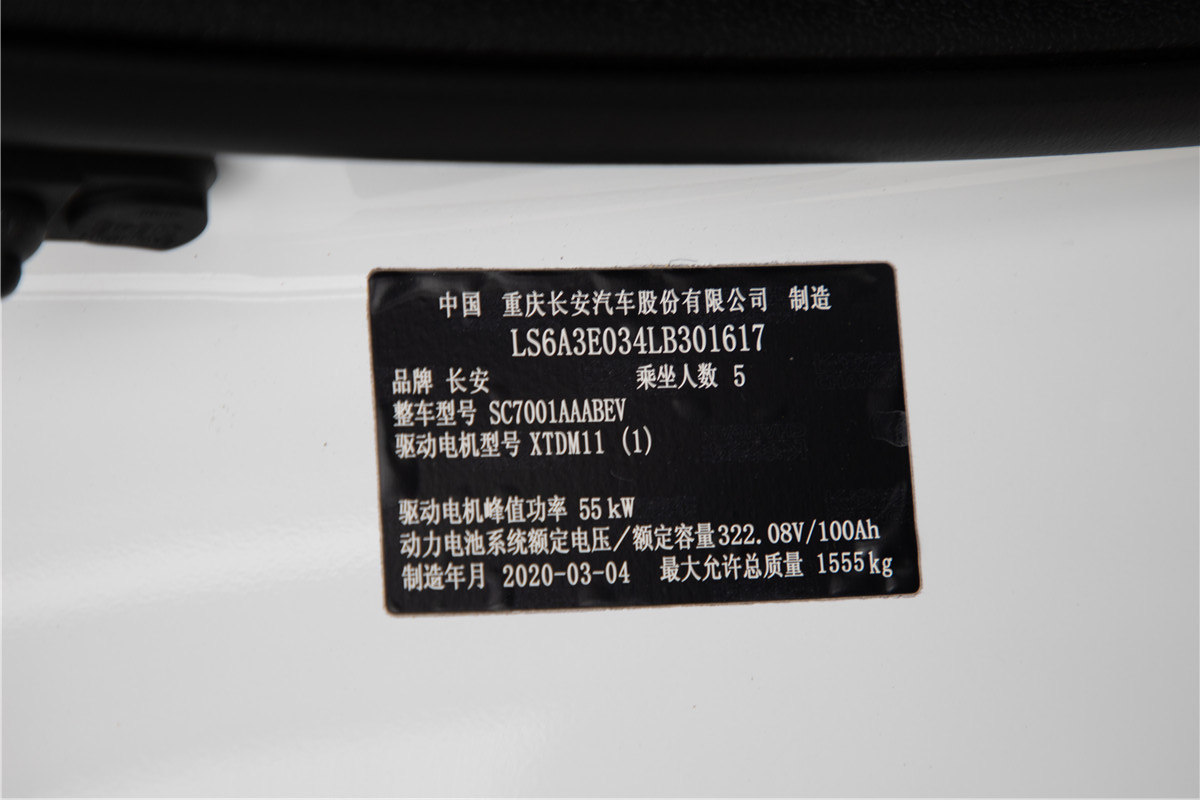 中国 重庆长安汽车股份有限公司 制造
LS6A3E034LB301617
品牌 长安 乘坐人数 5
整车型号 SC7001AAABEV
驱动电机型号 XTDM11 (1)
驱动电机峰值功率 55kW
动力电池系统额定电压/额定容量322.08V/100Ah
制造年月 2020-03-04 最大允许总质量 1555kg